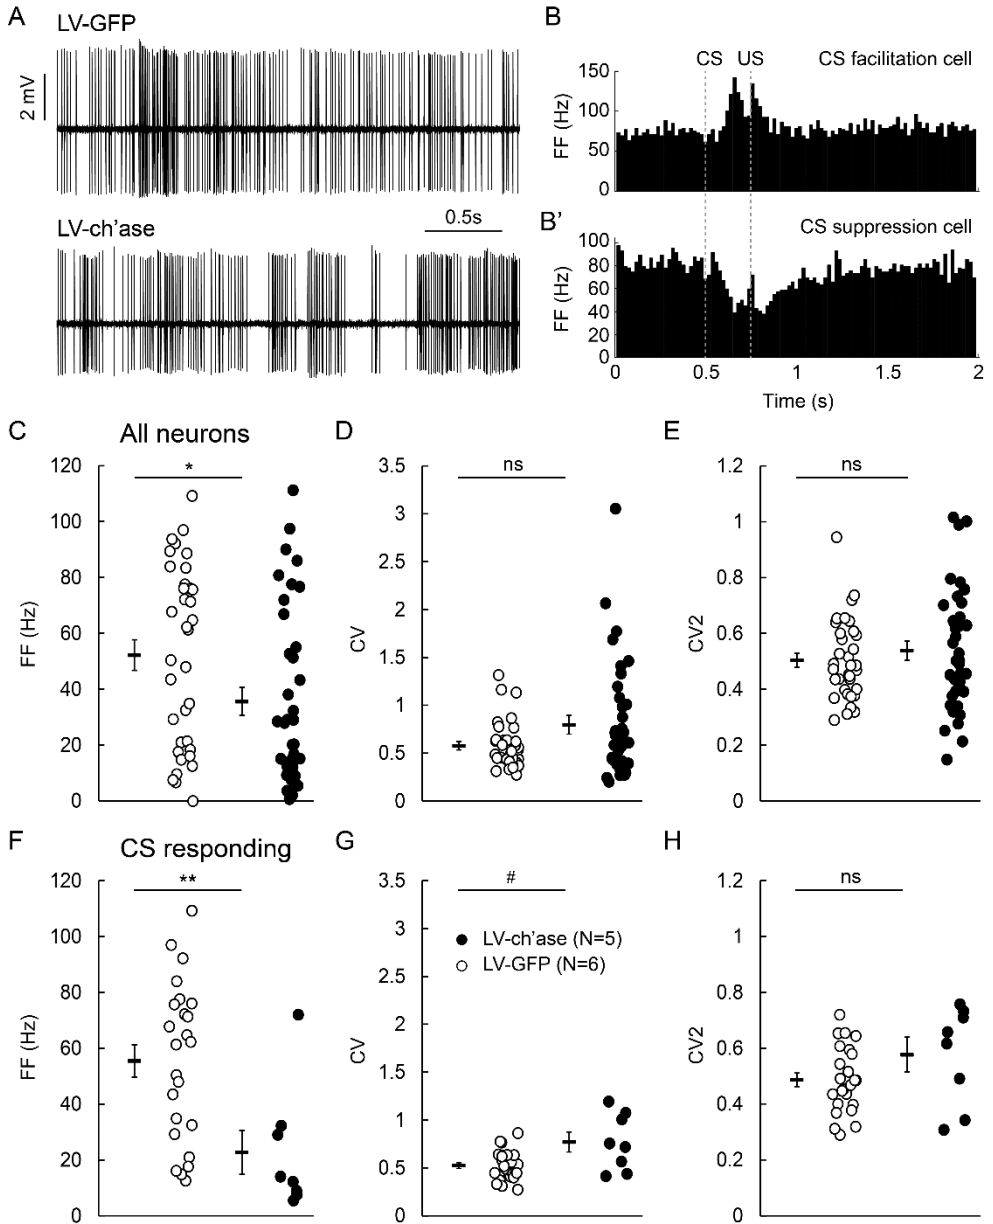 A
LV-GFP
2 mV
LV-ch'ase
0.5s
B
CS US
CS facilitation cell
FF (Hz)
150
100
50
0
B'
CS suppression cell
FF (Hz)
100
80
60
40
20
0
0 0.5 1 1.5 2
Time (s)
C
All neurons
*
FF (Hz)
120
100
80
60
40
20
0
D
ns
CV
3.5
3
2.5
2
1.5
1
0.5
0
E
ns
CV2
1.2
1
0.8
0.6
0.4
0.2
0
F
CS responding
**
FF (Hz)
120
100
80
60
40
20
0
G
#
LV-ch'ase (N=5)
LV-GFP (N=6)
CV
3.5
3
2.5
2
1.5
1
0.5
0
H
ns
CV2
1.2
1
0.8
0.6
0.4
0.2
0